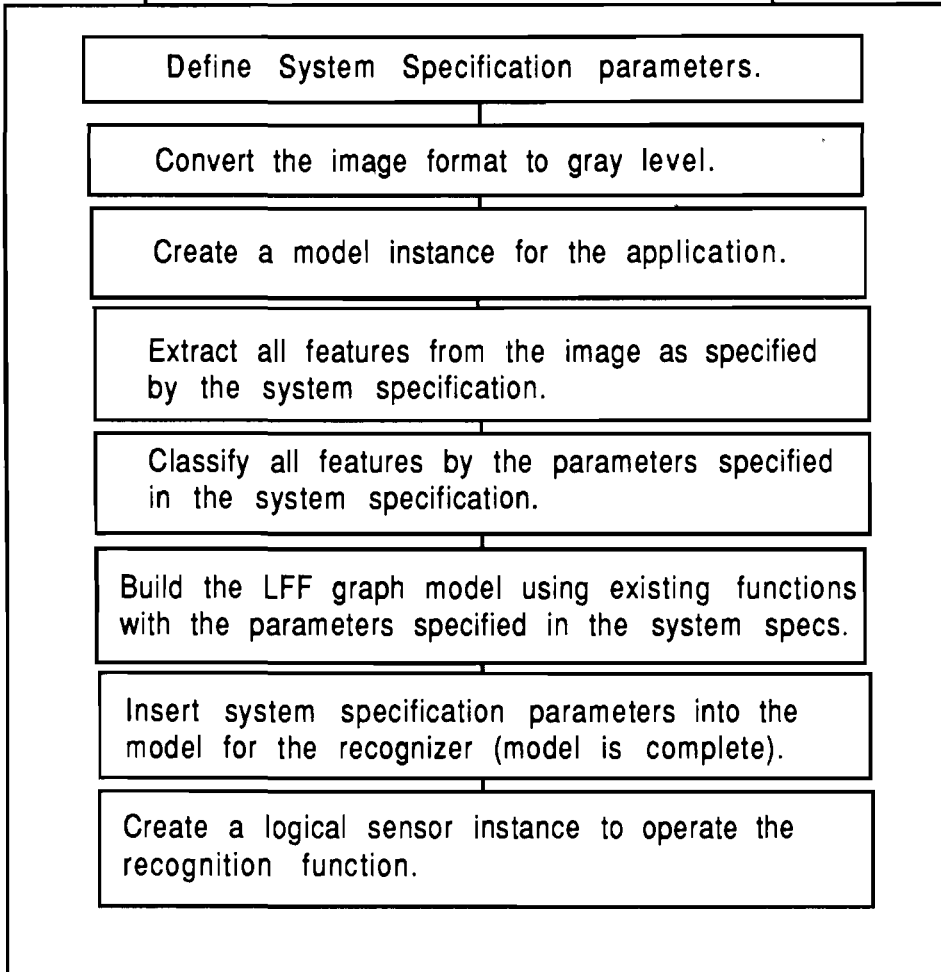 Define System Specification parameters.
Convert the image format to gray level.
Create a model instance for the application.
Extract all features from the image as specified
by the system specification.
Classify all features by the parameters specified
in the system specification.
Build the LFF graph model using existing functions
with the parameters specified in the system specs.
Insert system specification parameters into the
model for the recognizer (model is complete).
Create a logical sensor instance to operate the
recognition function.